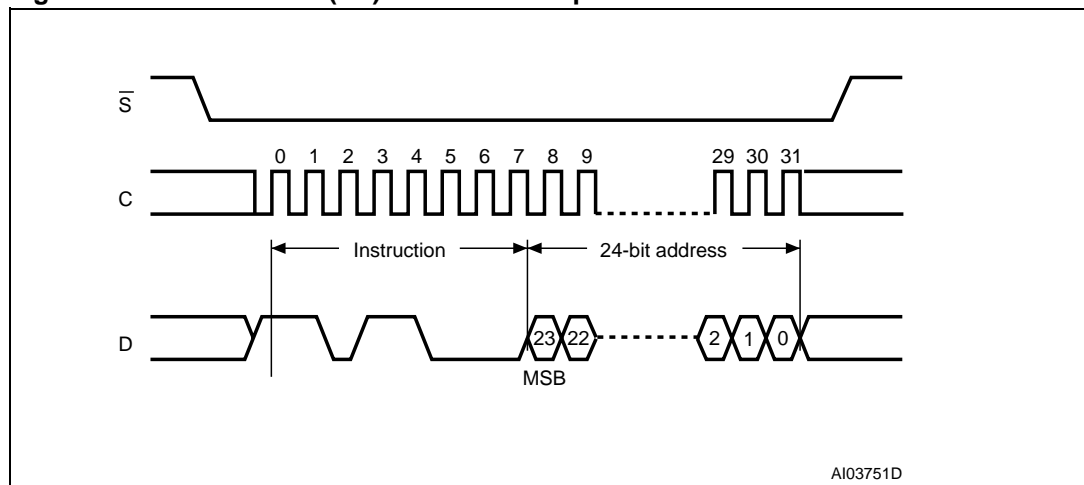 S
0 1 2 3 4 5 6 7 8 9 29 30 31
C
Instruction 24-bit address
D 23 22 2 1 0
MSB
AI03751D